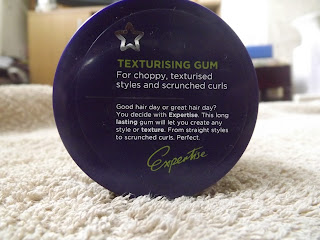 TEXTURISING GUM
For choppy, texturised
styles and scrunched curls
Good hair day or great hair day?
You decide with Expertise. This long
lasting gum will let you create any
style or texture. From straight styles
to scrunched curls. Perfect.
Expertise